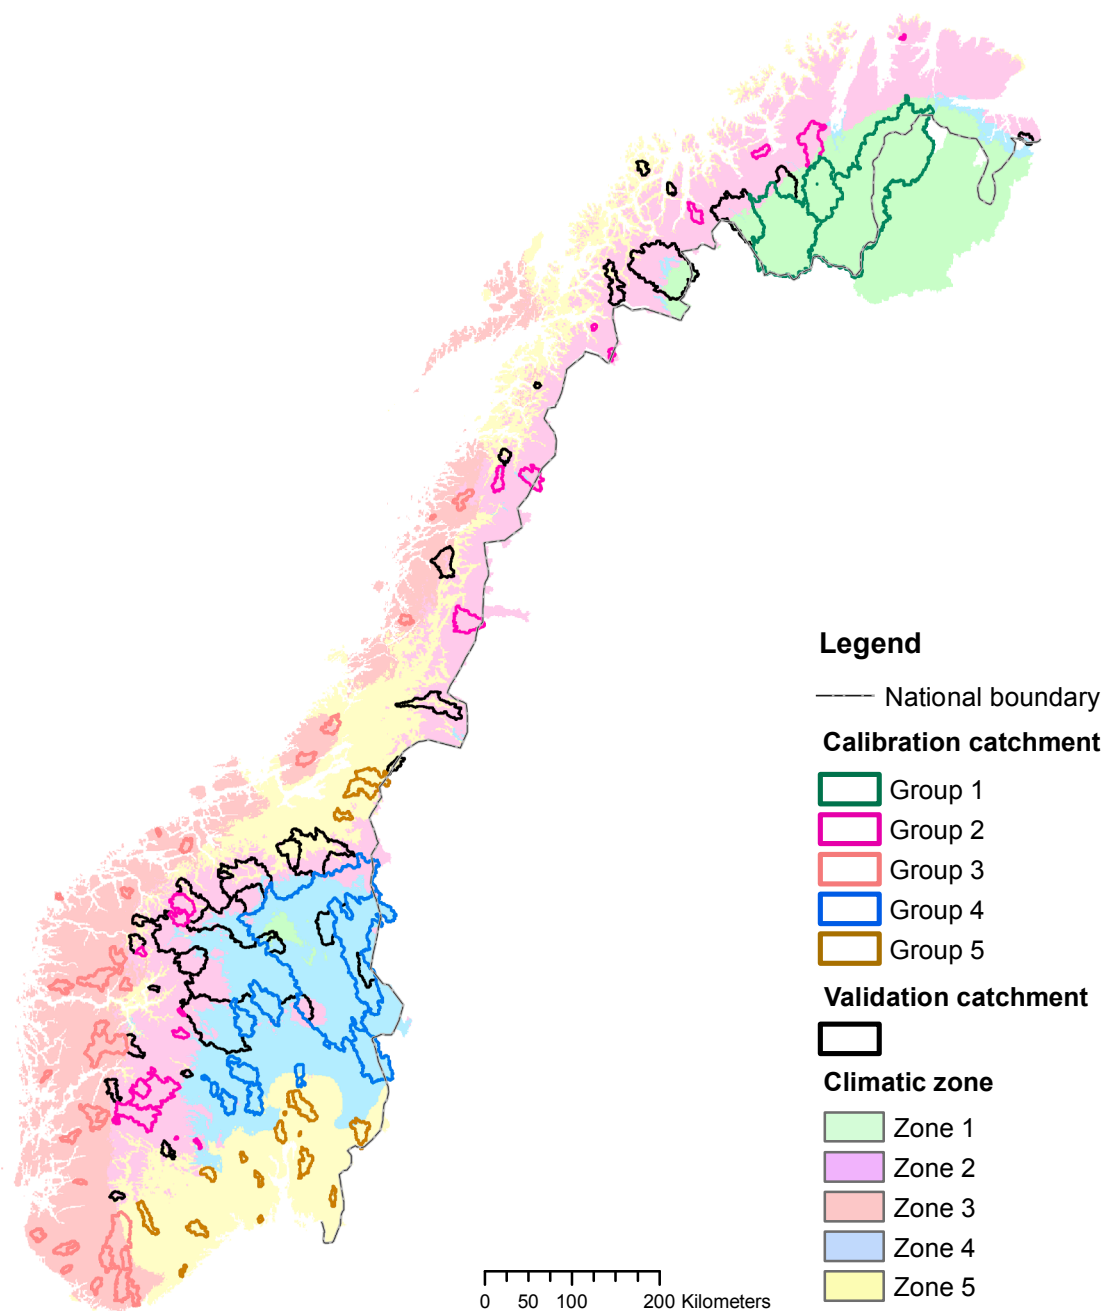 Legend
National boundary
Calibration catchment
Group 1
Group 2
Group 3
Group 4
Group 5
Validation catchment
Climatic zone
Zone 1
Zone 2
Zone 3
Zone 4
Zone 5
0 50 100 200 Kilometers